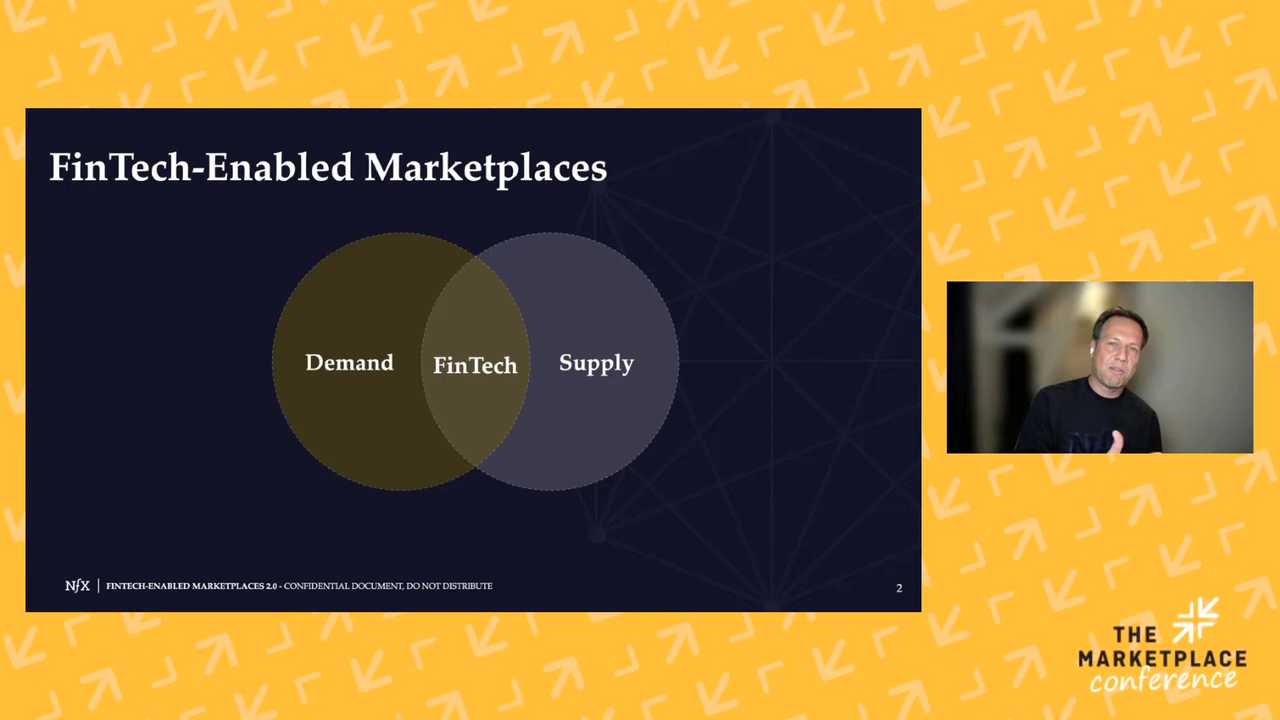 FinTech-Enabled Marketplaces
Demand
FinTech
Supply
NfX | FINTECH-ENABLED MARKETPLACES 2.0 - CONFIDENTIAL DOCUMENT, DO NOT DISTRIBUTE
2
THE
MARKETPLACE
conference